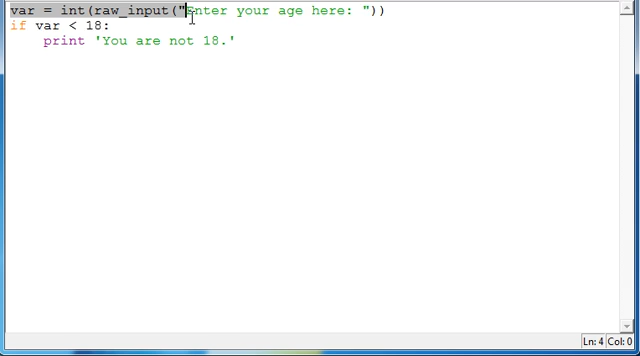 var = int(raw_input("Enter your age here: "))
if var < 18:
    print 'You are not 18.'
Ln: 4 Col: 0